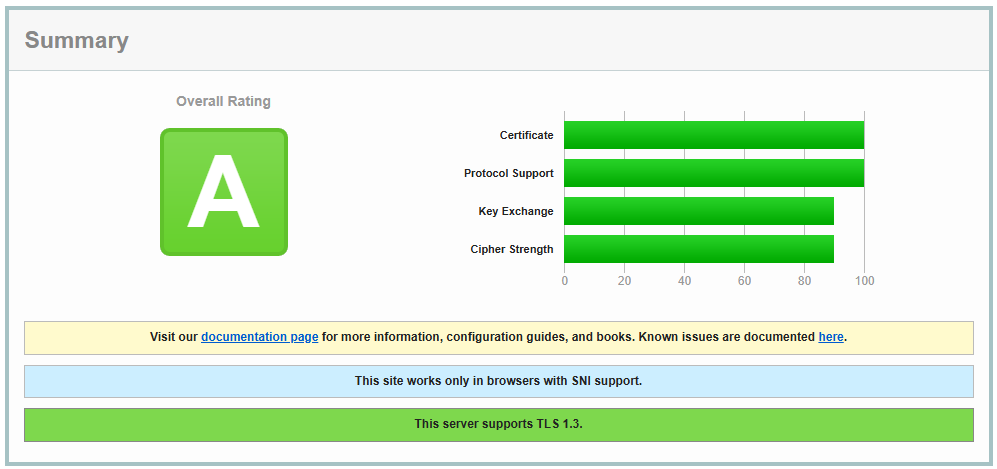 Summary
Overall Rating
A
Certificate
Protocol Support
Key Exchange
Cipher Strength
0 20 40 60 80 100
Visit our documentation page for more information, configuration guides, and books. Known issues are documented here.
This site works only in browsers with SNI support.
This server supports TLS 1.3.